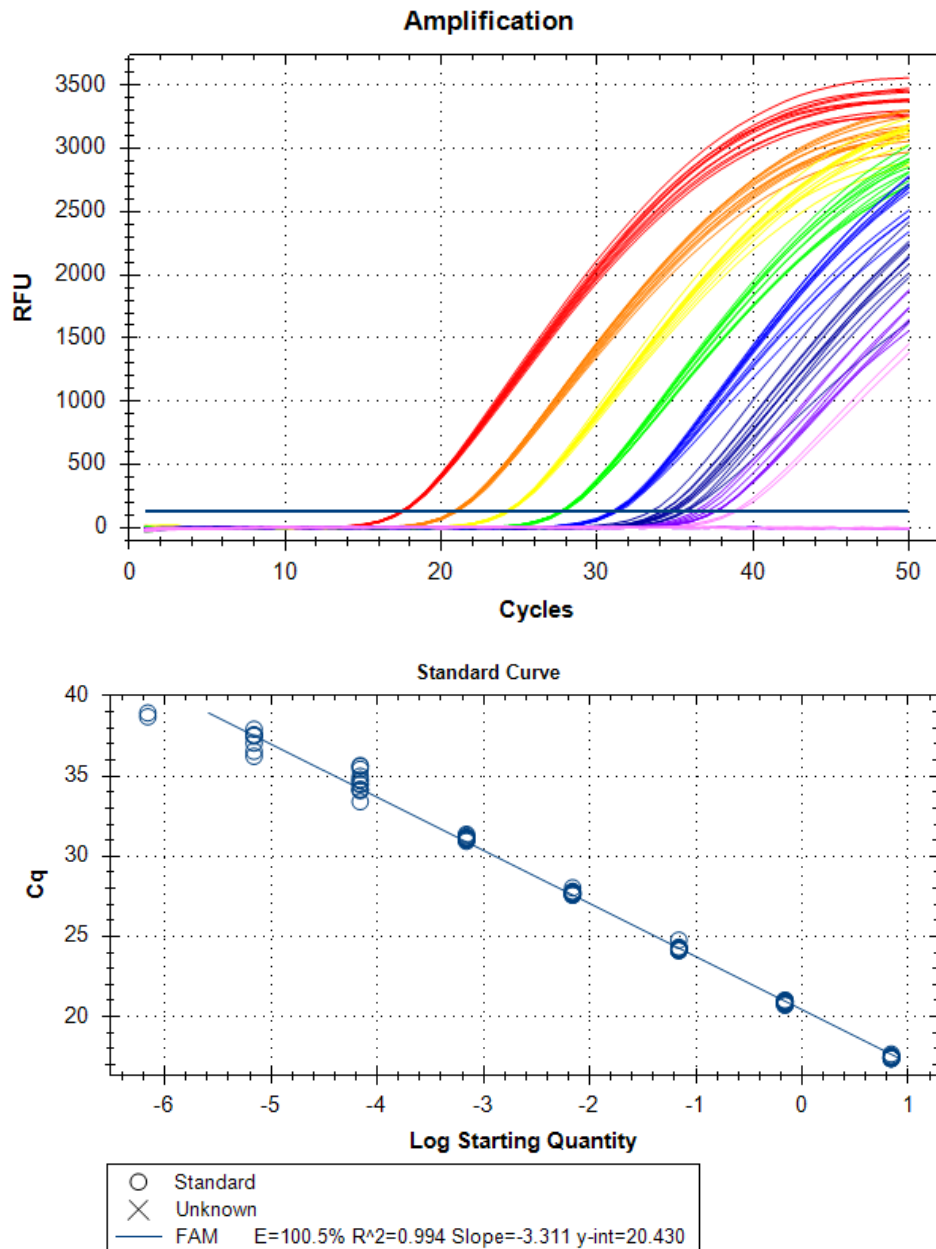 Amplification
3500
3000
2500
2000
1500
1000
500
0
RFU
0 10 20 30 40 50
Cycles
Standard Curve
40
35
30
25
20
Cq
-6 -5 -4 -3 -2 -1 0 1
Log Starting Quantity
Standard
Unknown
FAM E=100.5% R^2=0.994 Slope=-3.311 y-int=20.430